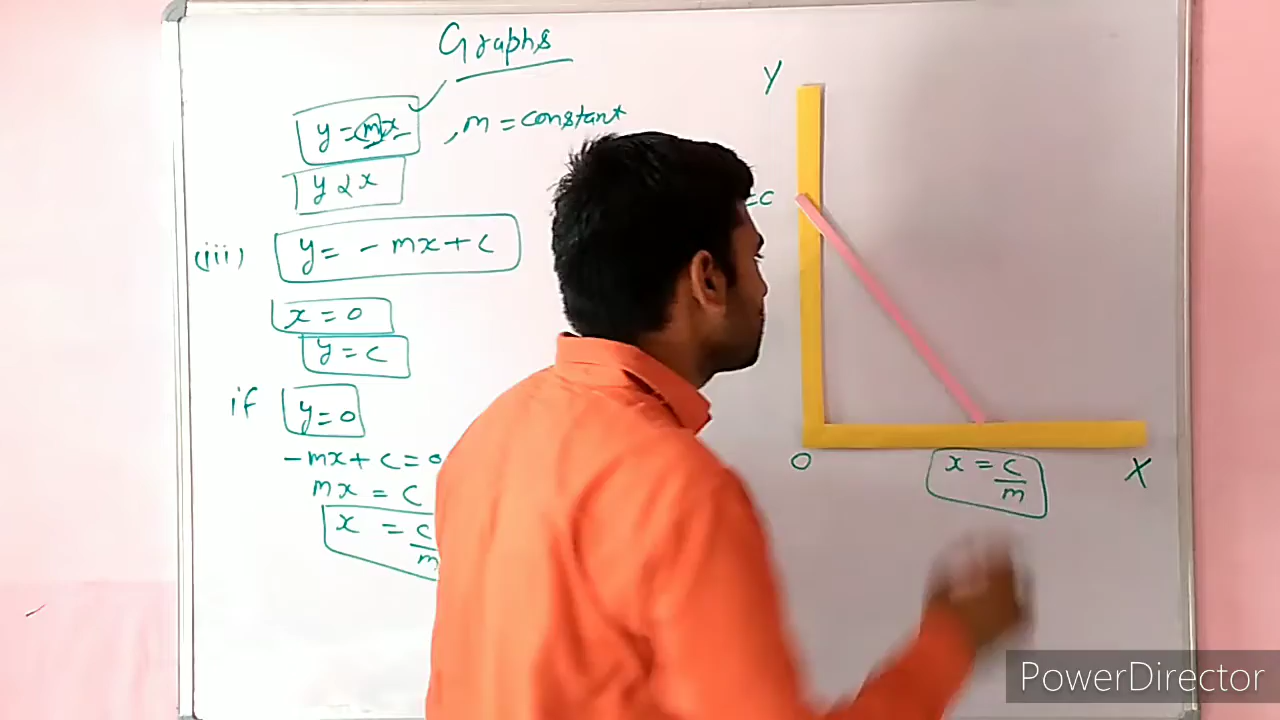 Graphs
y = mx , m = constant
y ∝ x
(iii) y = - mx + c
x = 0
y = c
if y = 0
-mx + c = 0
mx = c
x = c/m
Y
=c
O
X
x = c/m
PowerDirector